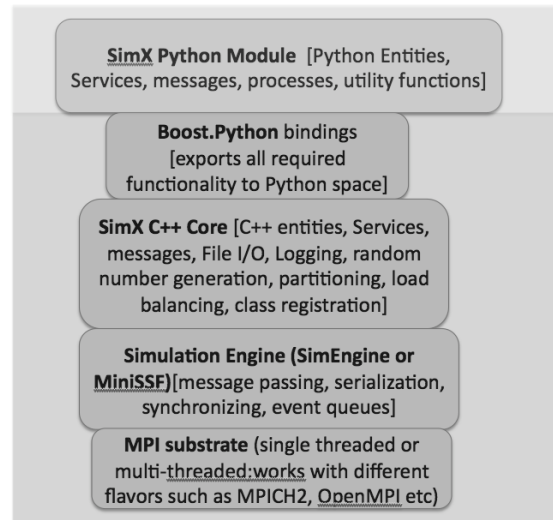 SimX Python Module [Python Entities,
Services, messages, processes, utility functions]
Boost.Python bindings
[exports all required
functionality to Python space]
SimX C++ Core [C++ entities, Services,
messages, File I/O, Logging, random
number generation, partitioning, load
balancing, class registration]
Simulation Engine (SimEngine or
MiniSSF)[message passing, serialization,
synchronizing, event queues]
MPI substrate (single threaded or
multi-threaded:works with different
flavors such as MPICH2, OpenMPI etc)